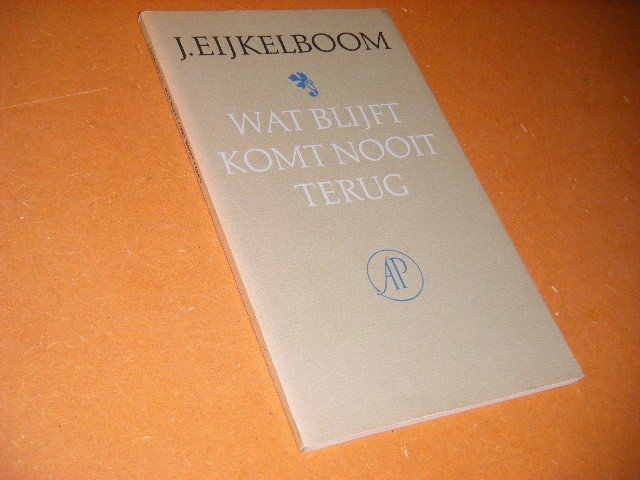 J. EIJKELBOOM
WAT BLIJFT
KOMT NOOIT
TERUG
AP